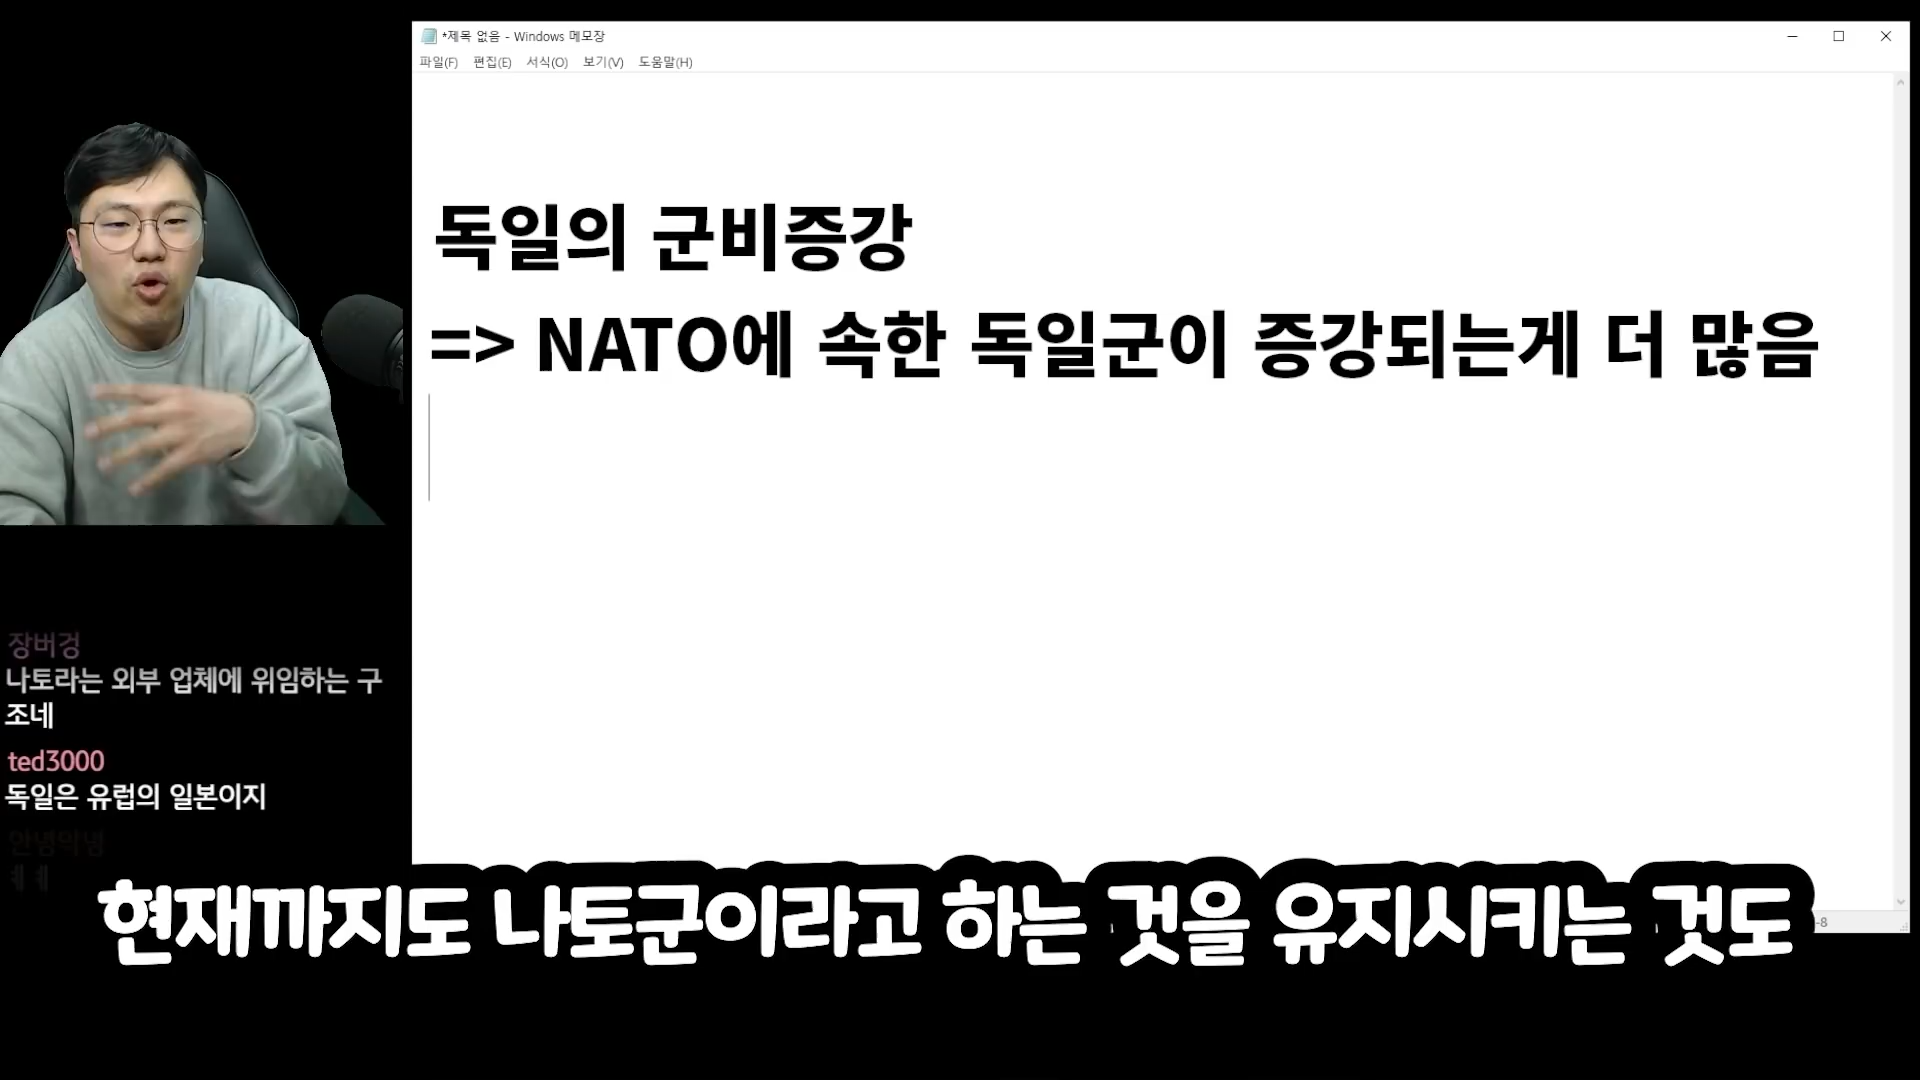 *제목 없음 - Windows 메모장
파일(F) 편집(E) 서식(O) 보기(V) 도움말(H)
독일의 군비증강
=> NATO에 속한 독일군이 증강되는게 더 많음
장버겅
나토라는 외부 업체에 위임하는 구
조네
ted3000
독일은 유럽의 일본이지
현재까지도 나토군이라고 하는 것을 유지시키는 것도
-8